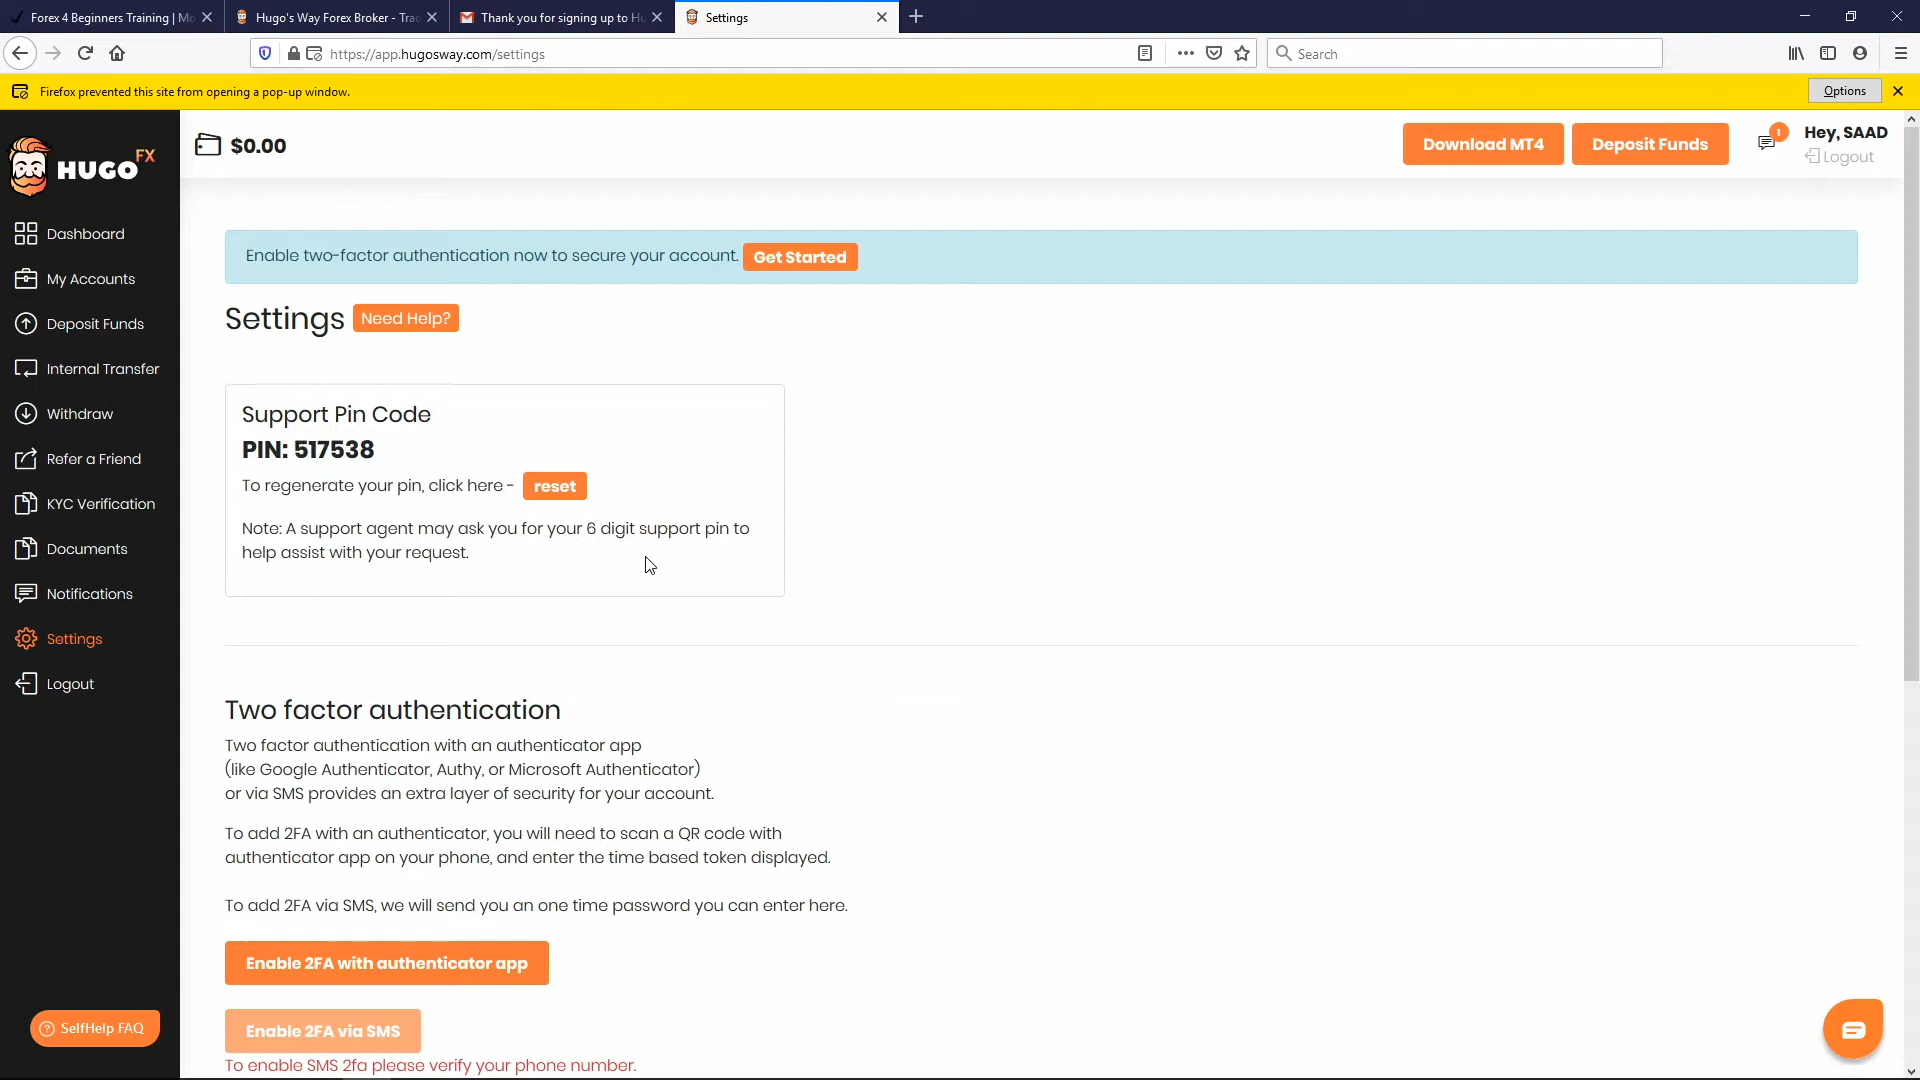 Forex 4 Beginners Training | Mo
Hugo's Way Forex Broker - Trac
Thank you for signing up to Hu
Settings
https://app.hugosway.com/settings
Search
Firefox prevented this site from opening a pop-up window.
Options
HUGO FX
$0.00
Download MT4
Deposit Funds
1
Hey, SAAD
Logout
Dashboard
My Accounts
Deposit Funds
Internal Transfer
Withdraw
Refer a Friend
KYC Verification
Documents
Notifications
Settings
Logout
SelfHelp FAQ
Enable two-factor authentication now to secure your account. Get Started
Settings Need Help?
Support Pin Code
PIN: 517538
To regenerate your pin, click here - reset
Note: A support agent may ask you for your 6 digit support pin to
help assist with your request.
Two factor authentication
Two factor authentication with an authenticator app
(like Google Authenticator, Authy, or Microsoft Authenticator)
or via SMS provides an extra layer of security for your account.
To add 2FA with an authenticator, you will need to scan a QR code with
authenticator app on your phone, and enter the time based token displayed.
To add 2FA via SMS, we will send you an one time password you can enter here.
Enable 2FA with authenticator app
Enable 2FA via SMS
To enable SMS 2fa please verify your phone number.